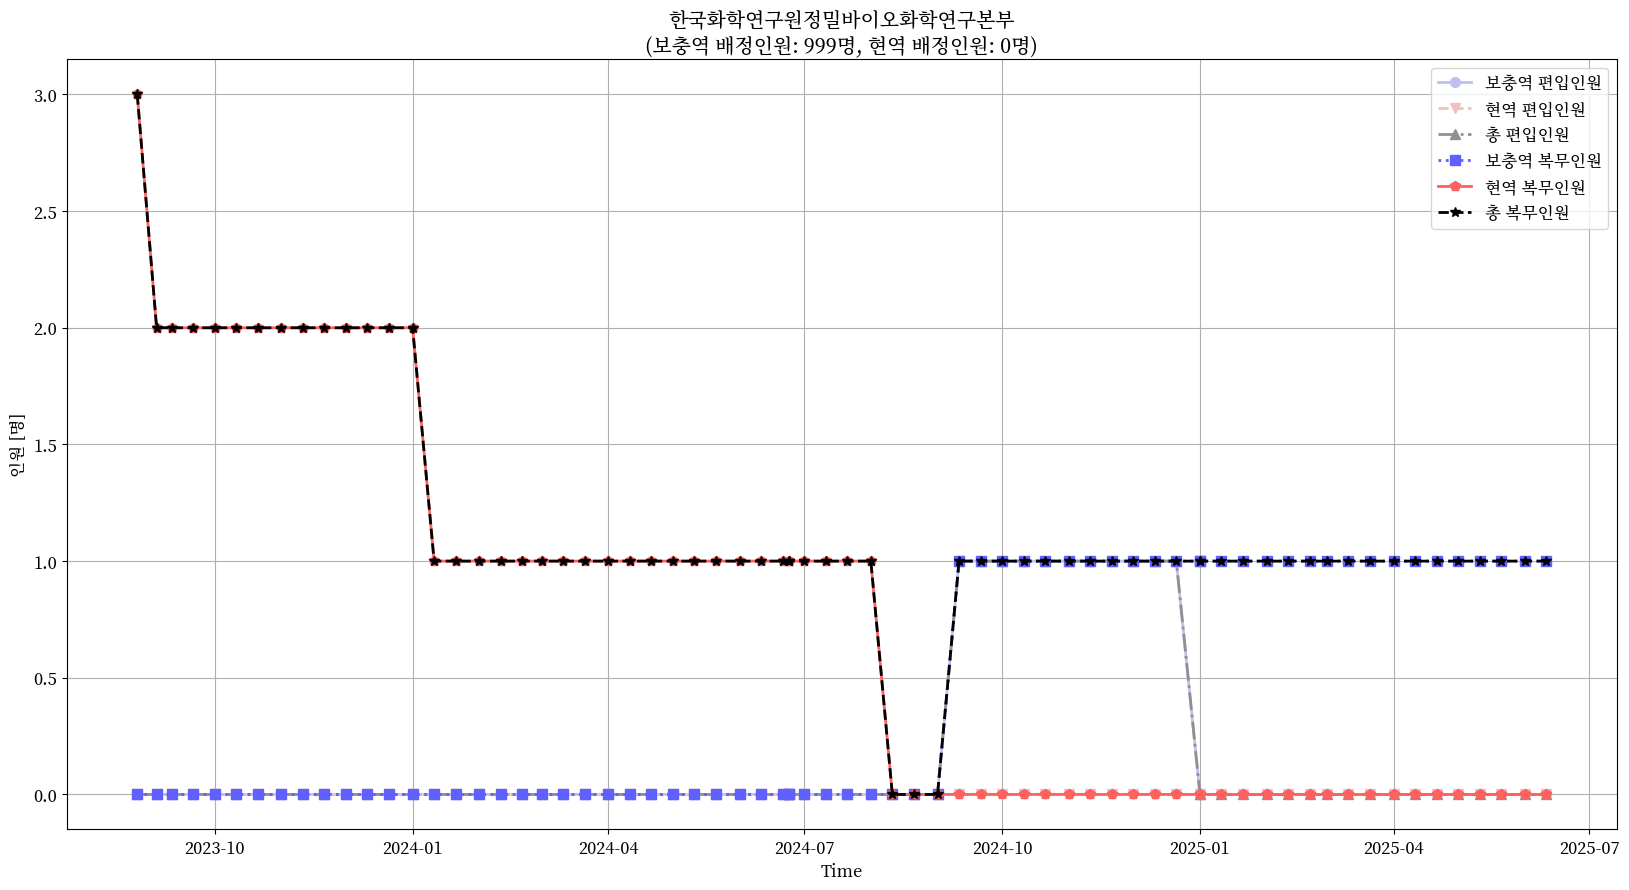 한국화학연구원정밀바이오화학연구본부
(보충역 배정인원: 999명, 현역 배정인원: 0명)
보충역 편입인원
현역 편입인원
총 편입인원
보충역 복무인원
현역 복무인원
총 복무인원
인원 [명]
3.0
2.5
2.0
1.5
1.0
0.5
0.0
2023-10
2024-01
2024-04
2024-07
2024-10
2025-01
2025-04
2025-07
Time